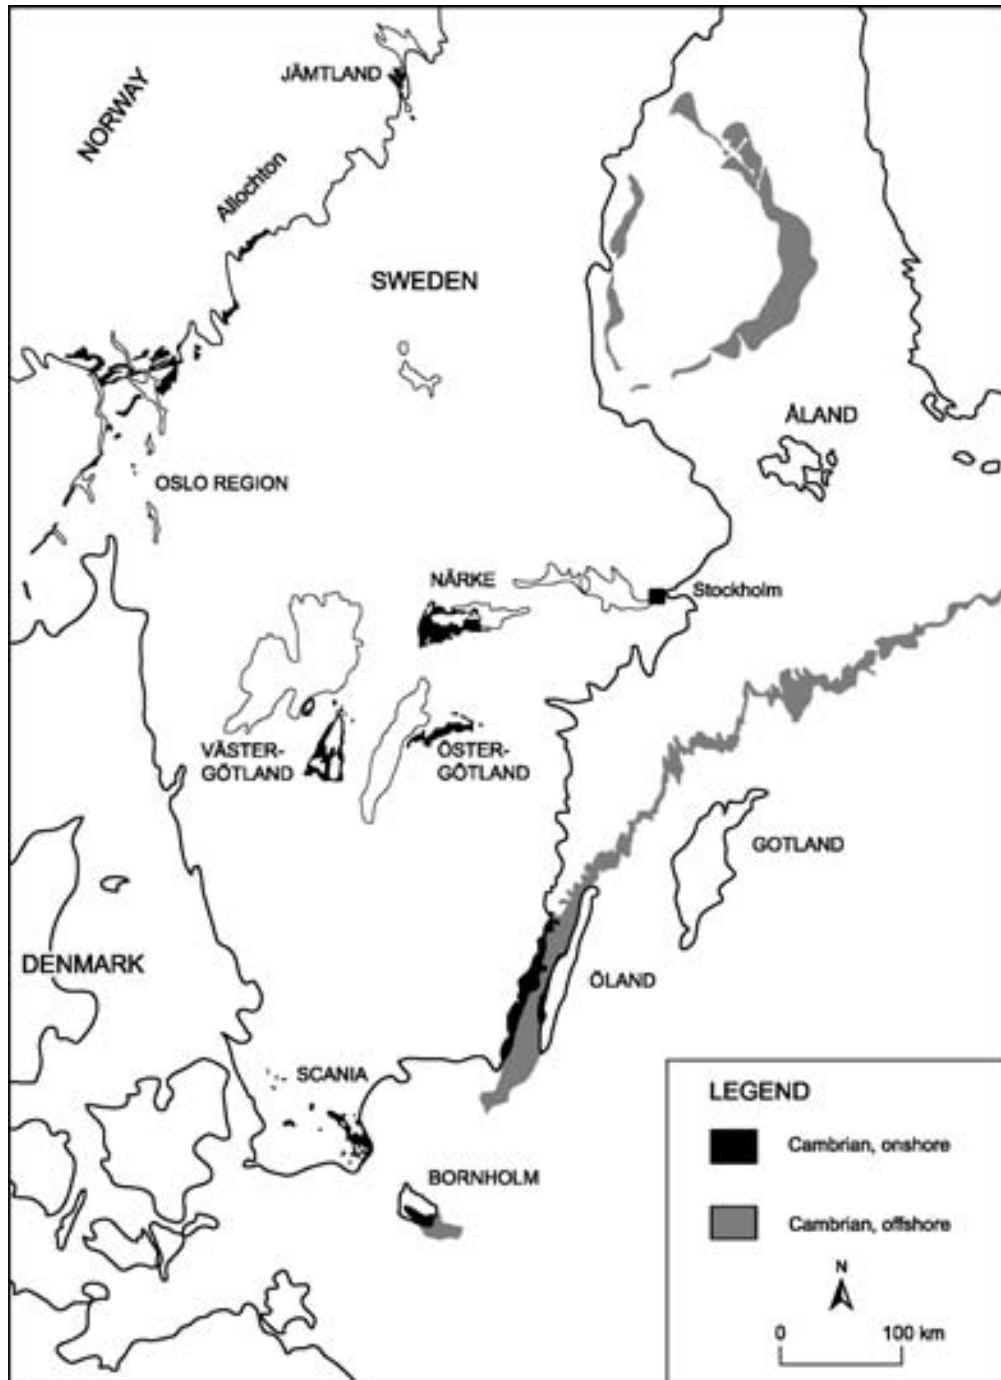 JÄMTLAND
NORWAY
Allochton
SWEDEN
ÅLAND
OSLO REGION
NÄRKE
Stockholm
VÄSTER-
GÖTLAND
ÖSTER-
GÖTLAND
GOTLAND
DENMARK
ÖLAND
SCANIA
BORNHOLM
LEGEND
Cambrian, onshore
Cambrian, offshore
N
0 100 km